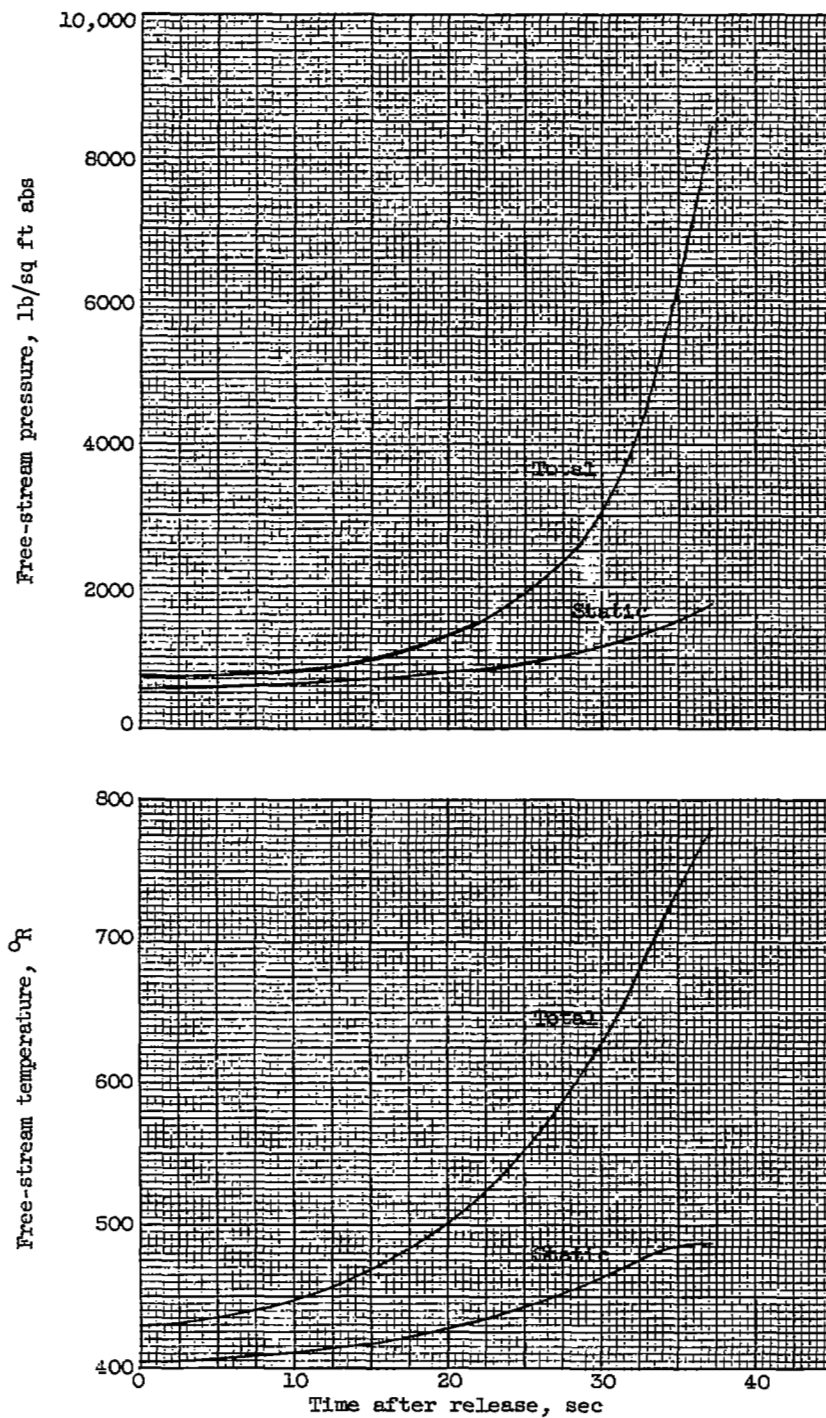 10,000
8000
6000
4000
2000
0
Free-stream pressure, lb/sq ft abs
Total
Static
800
700
600
500
400
Free-stream temperature, °R
Total
Static
0 10 20 30 40
Time after release, sec